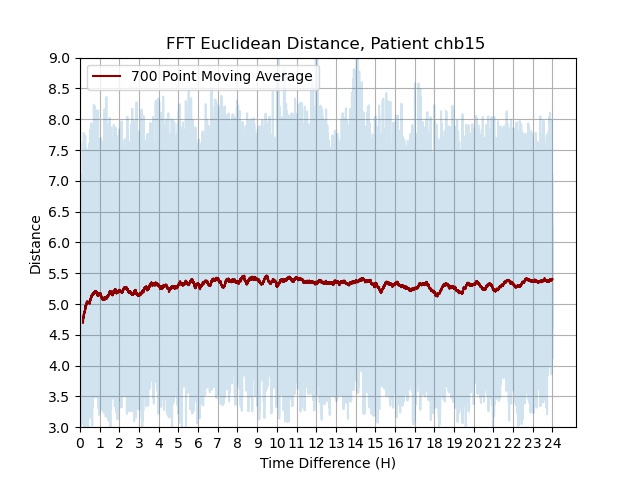 FFT Euclidean Distance, Patient chb15
700 Point Moving Average
9.0
8.5
8.0
7.5
7.0
6.5
6.0
5.5
5.0
4.5
4.0
3.5
3.0
Distance
0 1 2 3 4 5 6 7 8 9 10 11 12 13 14 15 16 17 18 19 20 21 22 23 24
Time Difference (H)